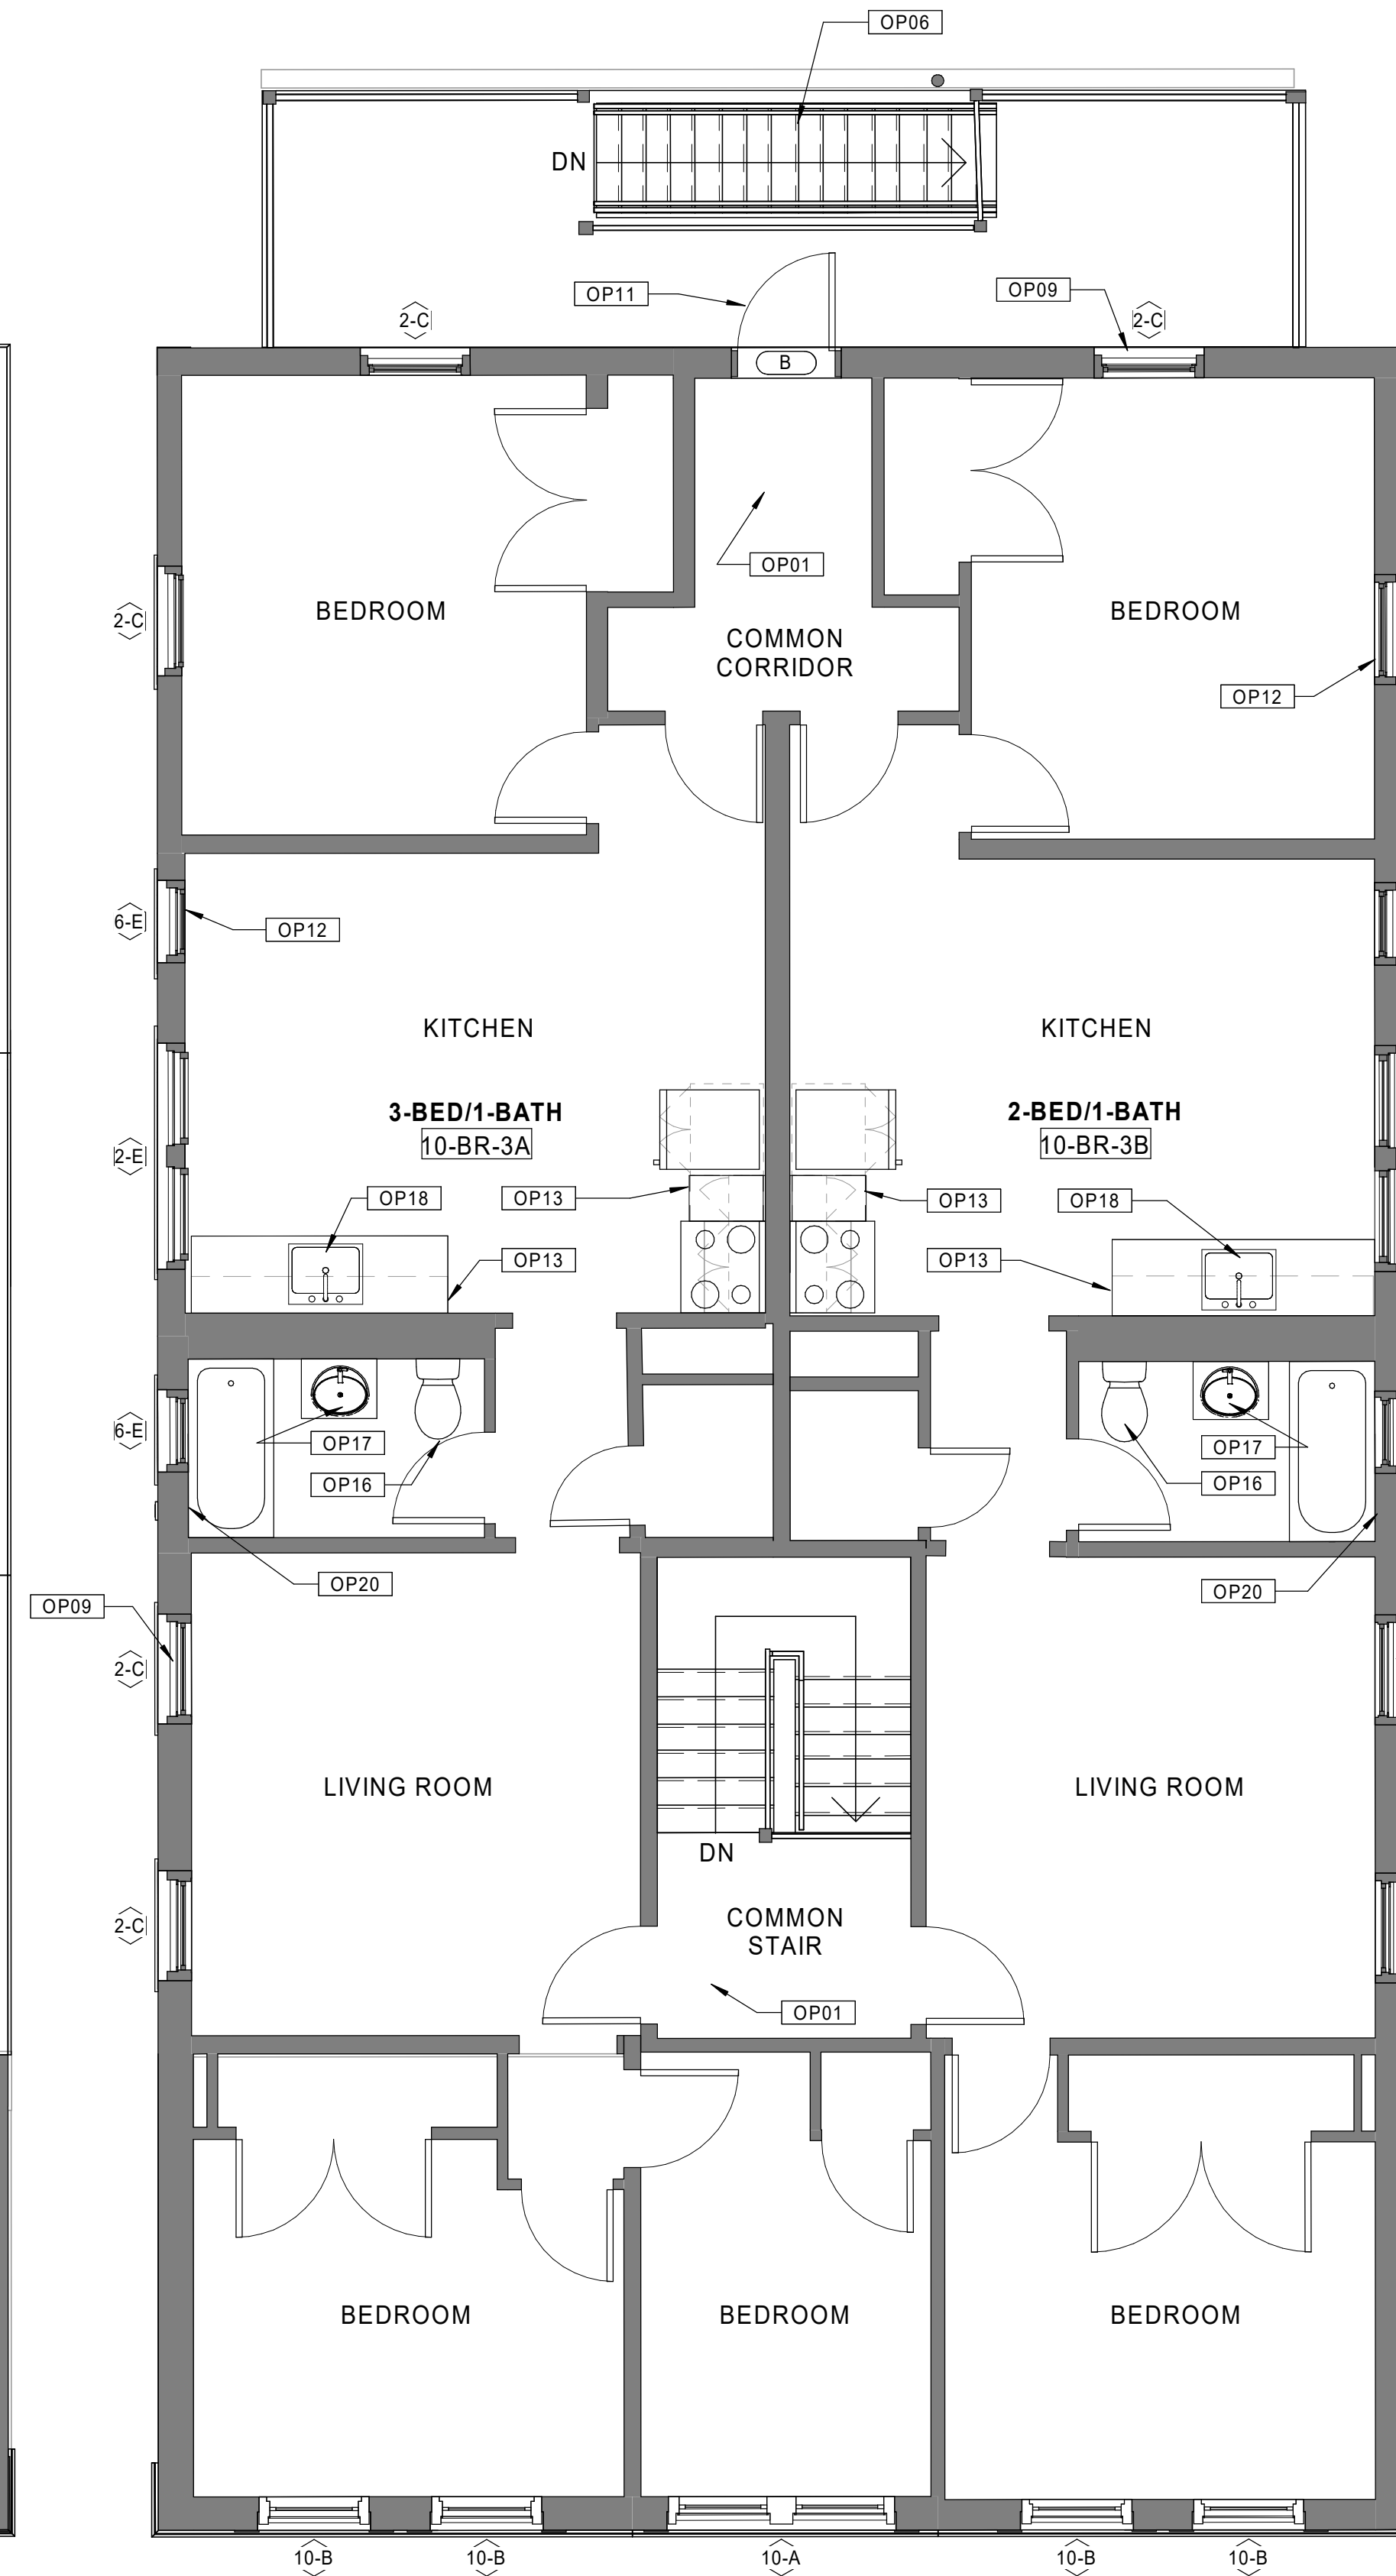 OP06
DN
OP11
OP09
2-C
2-C
B
OP01
BEDROOM
BEDROOM
2-C
COMMON
CORRIDOR
OP12
6-E
OP12
KITCHEN
KITCHEN
3-BED/1-BATH
2-BED/1-BATH
10-BR-3A
10-BR-3B
2-E
OP18
OP13
OP13
OP18
OP13
OP13
6-E
OP17
OP17
OP16
OP16
OP20
OP20
OP09
2-C
LIVING ROOM
LIVING ROOM
DN
2-C
COMMON
STAIR
OP01
BEDROOM
BEDROOM
BEDROOM
10-B
10-B
10-A
10-B
10-B